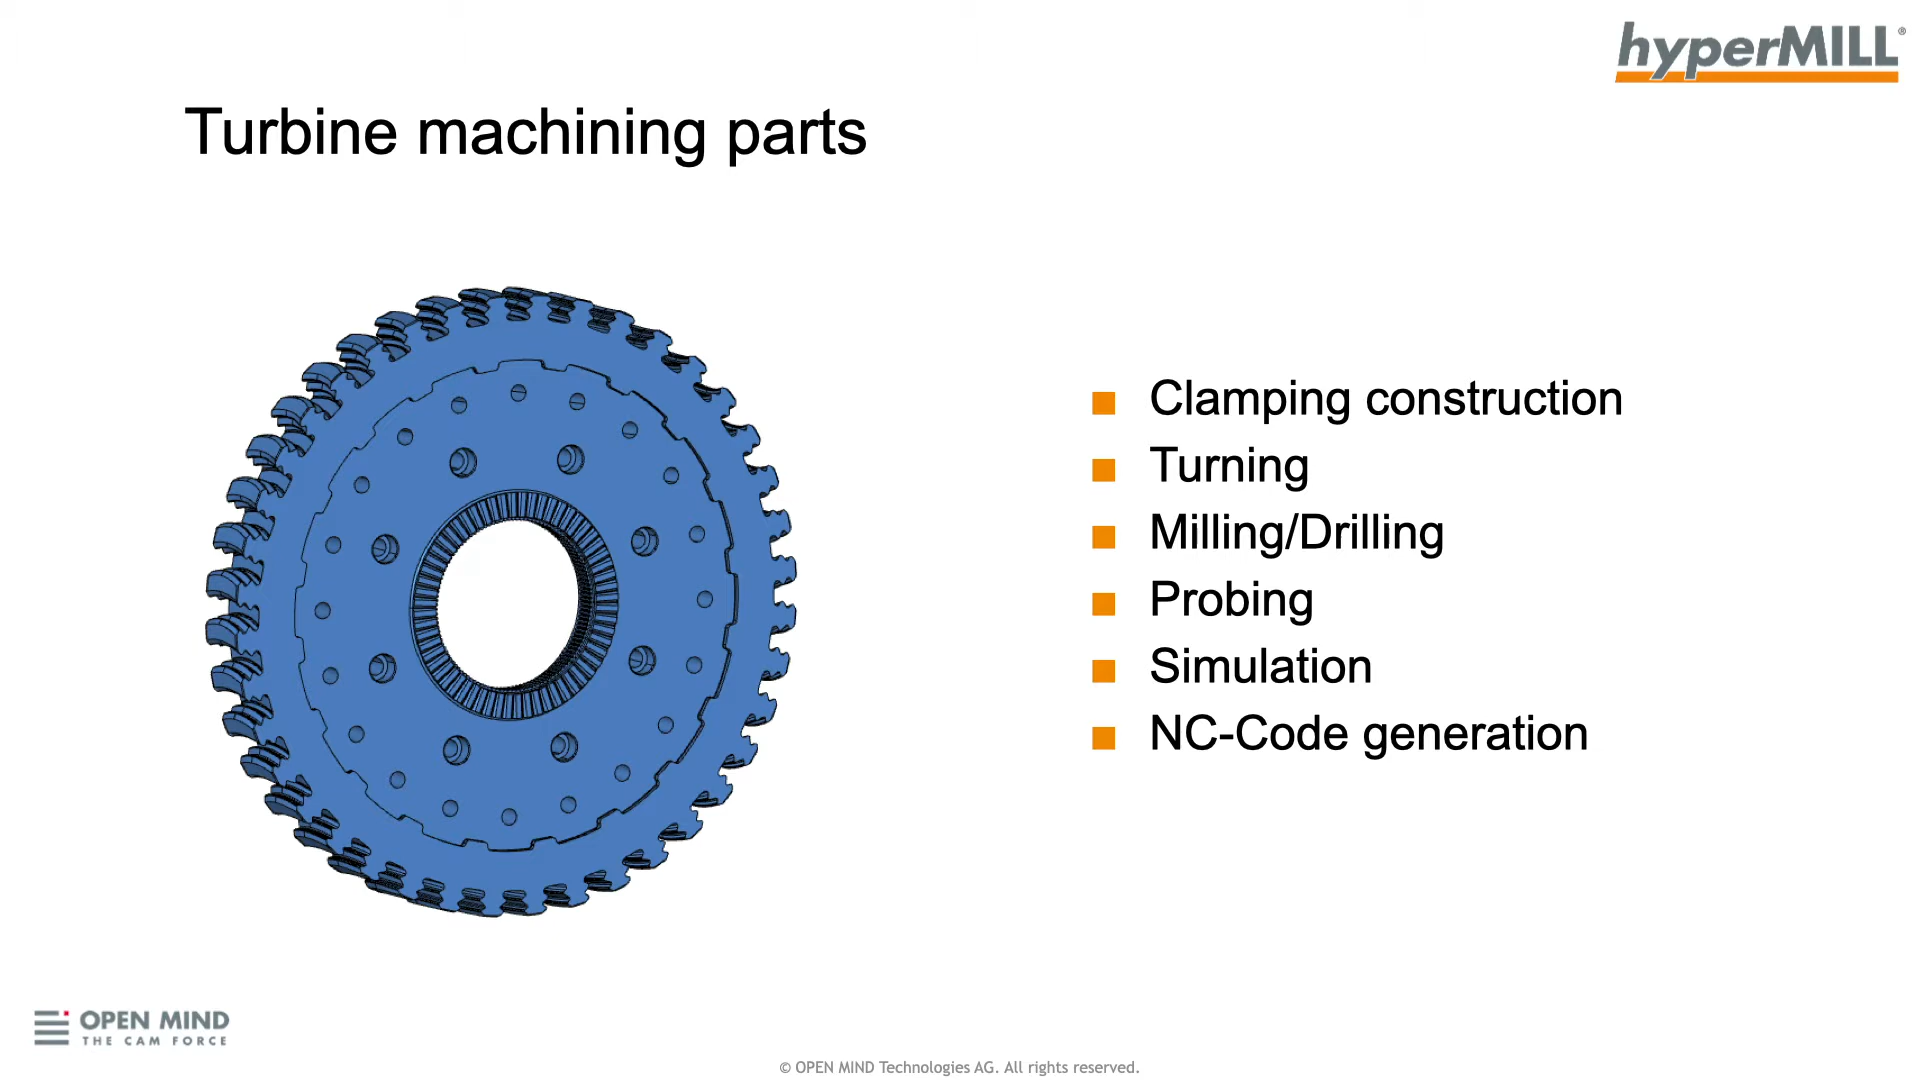 hyperMILL®
Turbine machining parts
Clamping construction
Turning
Milling/Drilling
Probing
Simulation
NC-Code generation
OPEN MIND
THE CAM FORCE
© OPEN MIND Technologies AG. All rights reserved.